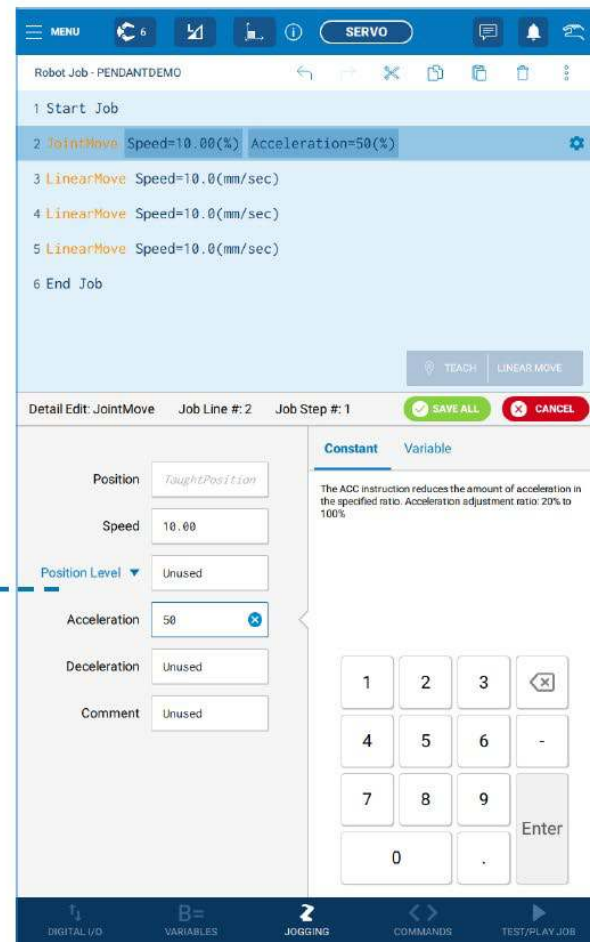 MENU 6 SERVO
Robot Job - PENDANTDEMO
1 Start Job
2 JointMove Speed=10.00(%) Acceleration=50(%)
3 LinearMove Speed=10.0(mm/sec)
4 LinearMove Speed=10.0(mm/sec)
5 LinearMove Speed=10.0(mm/sec)
6 End Job
TEACH LINEAR MOVE
Detail Edit: JointMove Job Line #: 2 Job Step #: 1 SAVE ALL CANCEL
Constant Variable
The ACC instruction reduces the amount of acceleration in
the specified ratio. Acceleration adjustment ratio: 20% to
100%
Position TaughtPosition
Speed 10.00
Position Level Unused
Acceleration 50
Deceleration Unused
Comment Unused
1 2 3
4 5 6 -
7 8 9
Enter
0 .
DIGITAL I/O VARIABLES JOGGING COMMANDS TEST/PLAY JOB